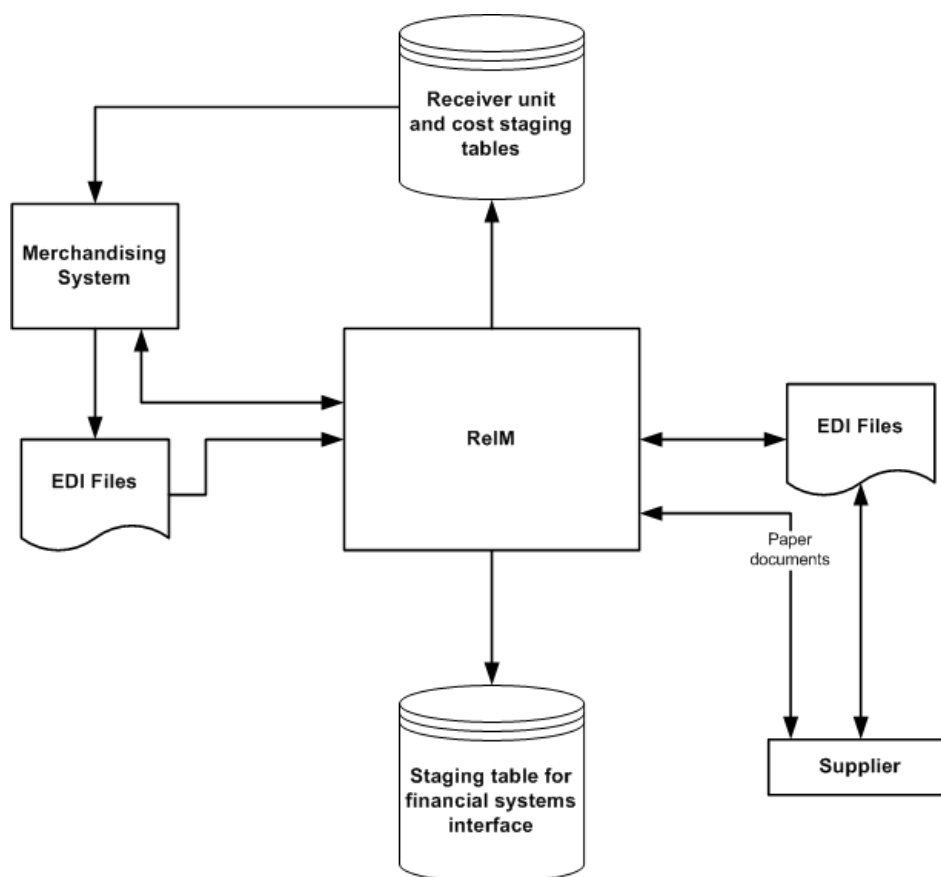 Receiver unit
and cost staging
tables
Merchandising
System
ReIM
EDI Files
EDI Files
Paper
documents
Supplier
Staging table for
financial systems
interface